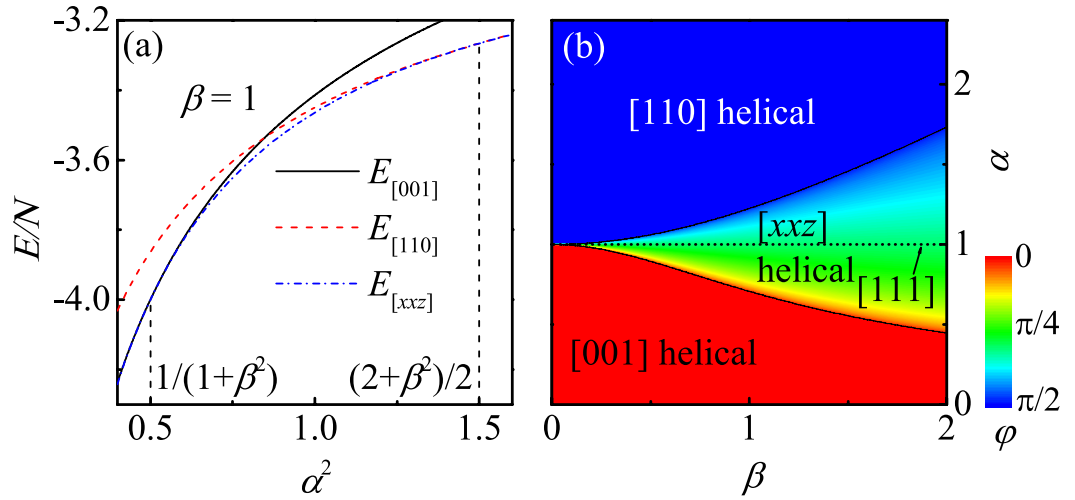 (a)
β = 1
E[001]
E[110]
E[xxz]
1/(1+β²)
(2+β²)/2
-3.2
-3.6
-4.0
E/N
0.5
1.0
1.5
α²
(b)
[110] helical
[xxz]
helical
[111]
[001] helical
0
1
2
β
2
1
0
α
0
π/4
π/2
φ